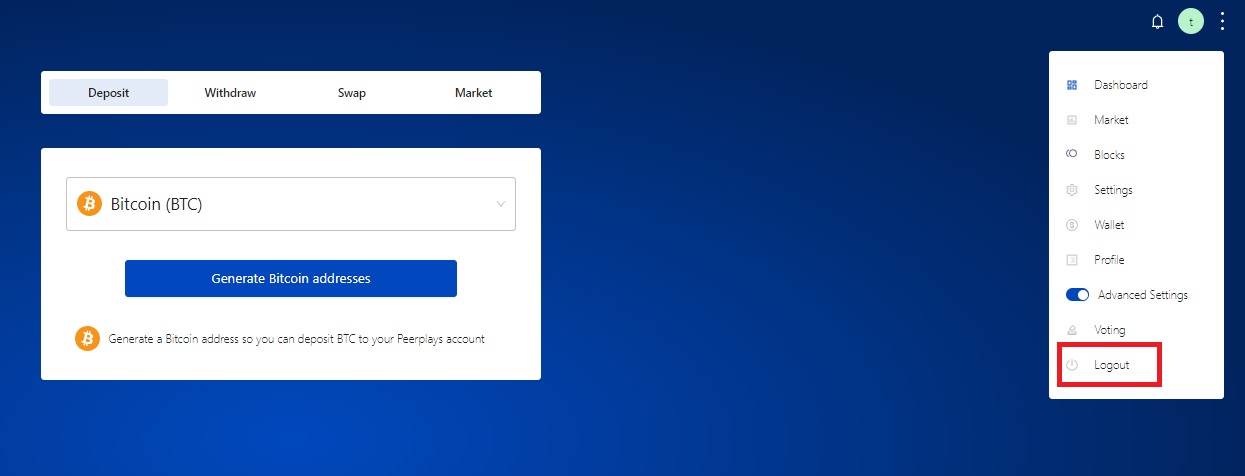 t
Deposit Withdraw Swap Market
Bitcoin (BTC)
Generate Bitcoin addresses
Generate a Bitcoin address so you can deposit BTC to your Peerplays account
Dashboard
Market
Blocks
Settings
Wallet
Profile
Advanced Settings
Voting
Logout